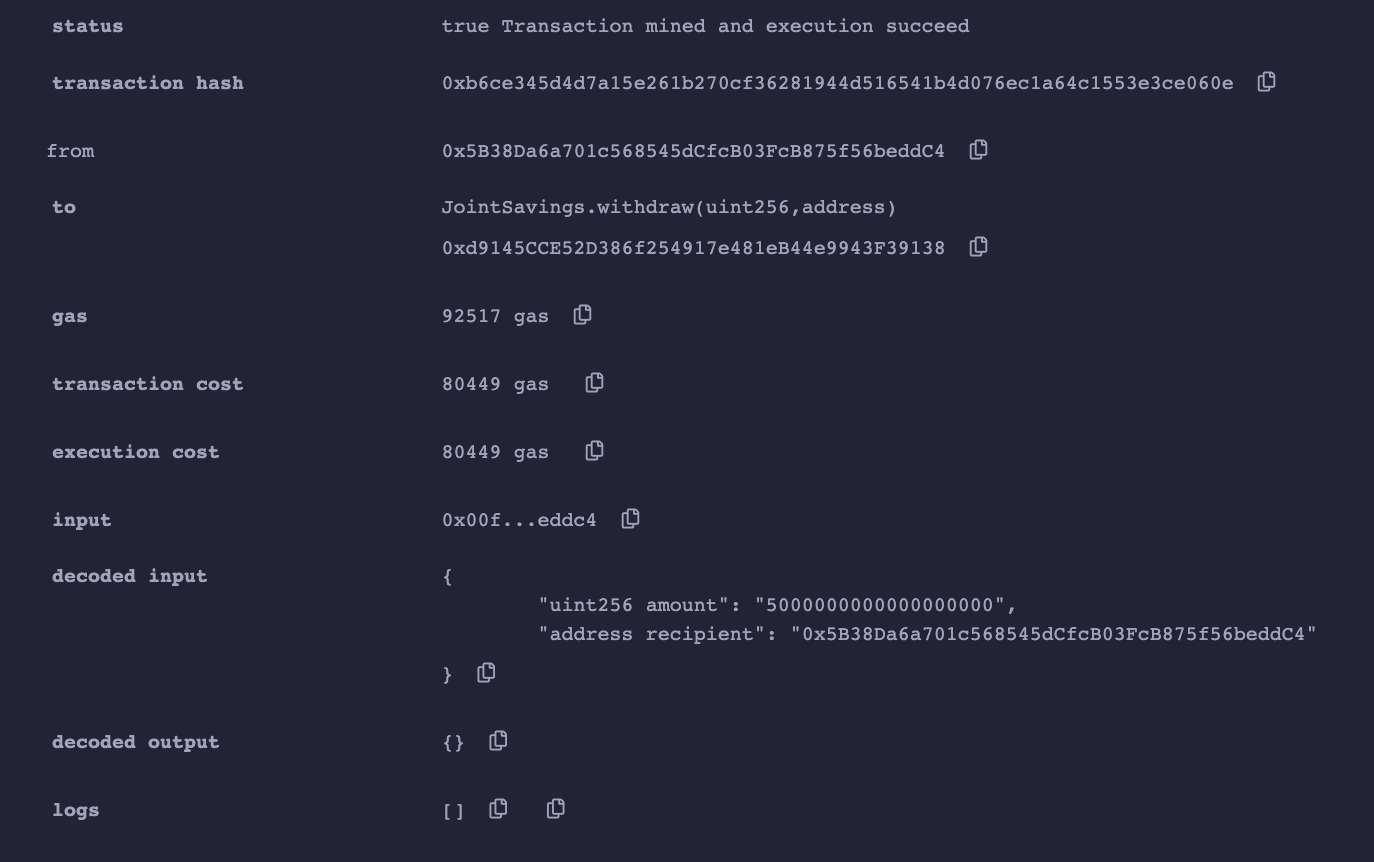 status true Transaction mined and execution succeed
transaction hash 0xb6ce345d4d7a15e261b270cf36281944d516541b4d076ec1a64c1553e3ce060e
from 0x5B38Da6a701c568545dCfcB03FcB875f56beddC4
to JointSavings.withdraw(uint256,address)
0xd9145CCE52D386f254917e481eB44e9943F39138
gas 92517 gas
transaction cost 80449 gas
execution cost 80449 gas
input 0x00f...eddc4
decoded input {
"uint256 amount": "5000000000000000000",
"address recipient": "0x5B38Da6a701c568545dCfcB03FcB875f56beddC4"
}
decoded output {}
logs []